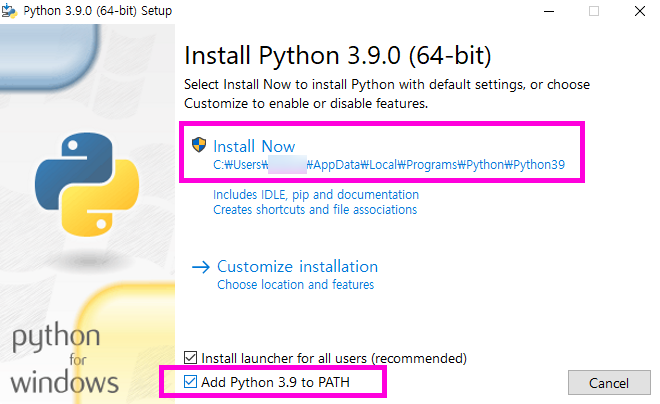 Python 3.9.0 (64-bit) Setup
Install Python 3.9.0 (64-bit)
Select Install Now to install Python with default settings, or choose
Customize to enable or disable features.
Install Now
C:₩Users₩ ₩AppData₩Local₩Programs₩Python₩Python39
Includes IDLE, pip and documentation
Creates shortcuts and file associations
Customize installation
Choose location and features
python
for
windows
Install launcher for all users (recommended)
Add Python 3.9 to PATH
Cancel